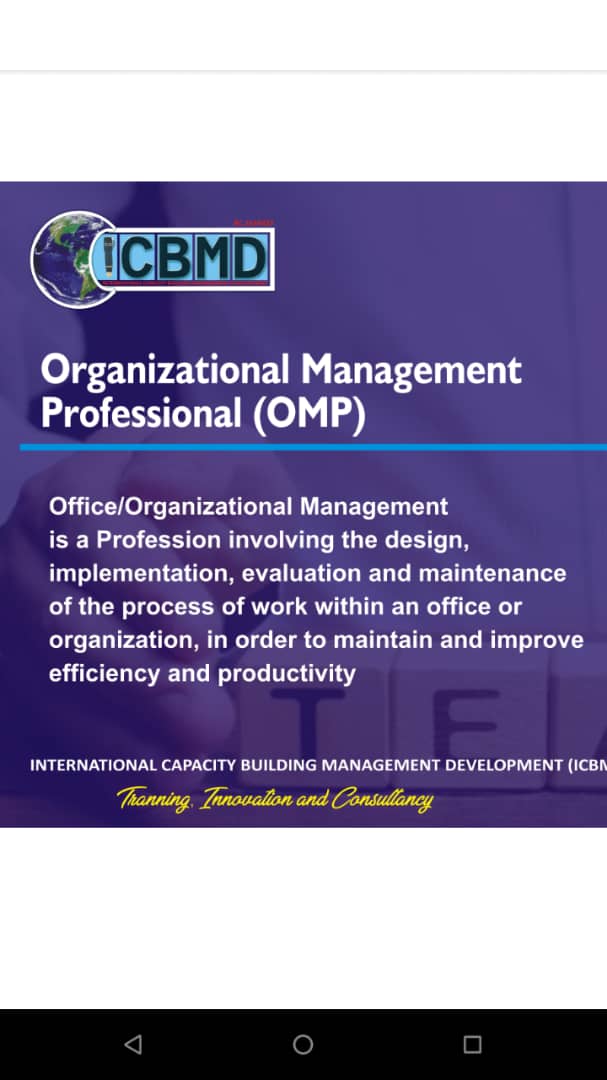 ICBMD
Organizational Management
Professional (OMP)
Office/Organizational Management
is a Profession involving the design,
implementation, evaluation and maintenance
of the process of work within an office or
organization, in order to maintain and improve
efficiency and productivity
TEA
INTERNATIONAL CAPACITY BUILDING MANAGEMENT DEVELOPMENT (ICBM
Tranning, Innovation and Consultancy